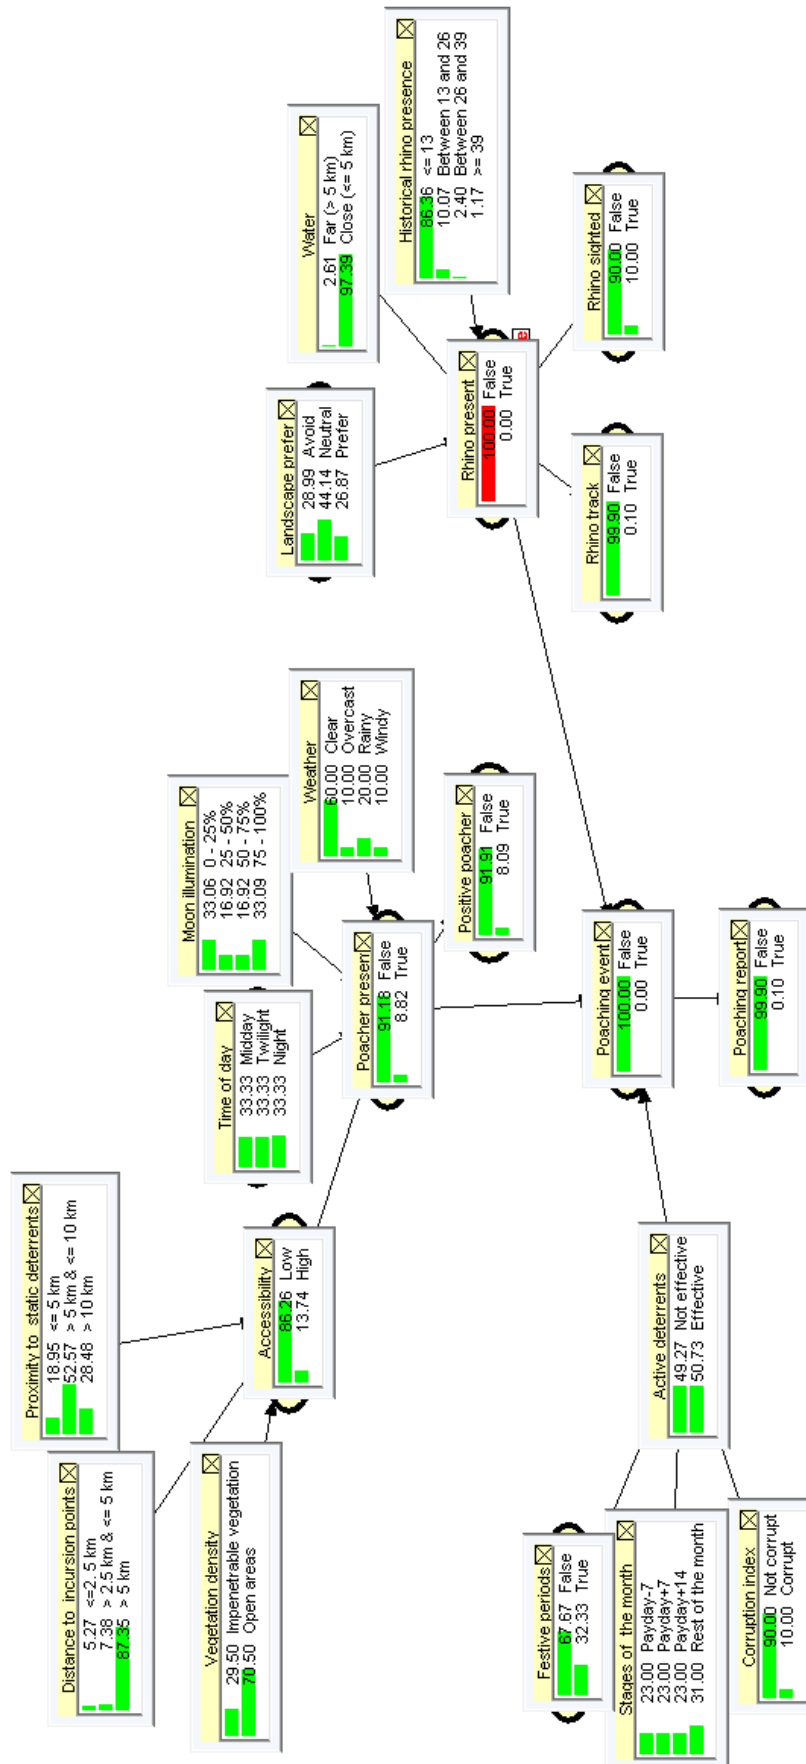 Distance to incursion points
5.27 <=2. 5 km
7.38 > 2.5 km & <= 5 km
87.35 > 5 km
Proximity to static deterrents
18.95 <= 5 km
52.57 > 5 km & <= 10 km
28.48 > 10 km
Vegetation density
29.50 Impenetrable vegetation
70.50 Open areas
Accessibility
86.26 Low
13.74 High
Time of day
33.33 Midday
33.33 Twilight
33.33 Night
Moon illumination
33.06 0 - 25%
16.92 25 - 50%
16.92 50 - 75%
33.09 75 - 100%
Weather
60.00 Clear
10.00 Overcast
20.00 Rainy
10.00 Windy
Poacher presen
91.18 False
8.82 True
Positive poacher
91.91 False
8.09 True
Landscape prefer
28.99 Avoid
44.14 Neutral
26.87 Prefer
Water
2.61 Far (> 5 km)
97.39 Close (<= 5 km)
Historical rhino presence
86.36 <= 13
10.07 Between 13 and 26
2.40 Between 26 and 39
1.17 >= 39
Rhino present
100.00 False
0.00 True
e
Rhino track
99.90 False
0.10 True
Rhino sighted
90.00 False
10.00 True
Festive periods
67.67 False
32.33 True
Stages of the month
23.00 Payday-7
23.00 Payday+7
23.00 Payday+14
31.00 Rest of the month
Corruption index
90.00 Not corrupt
10.00 Corrupt
Active deterrents
49.27 Not effective
50.73 Effective
Poaching event
100.00 False
0.00 True
Poaching report
99.90 False
0.10 True